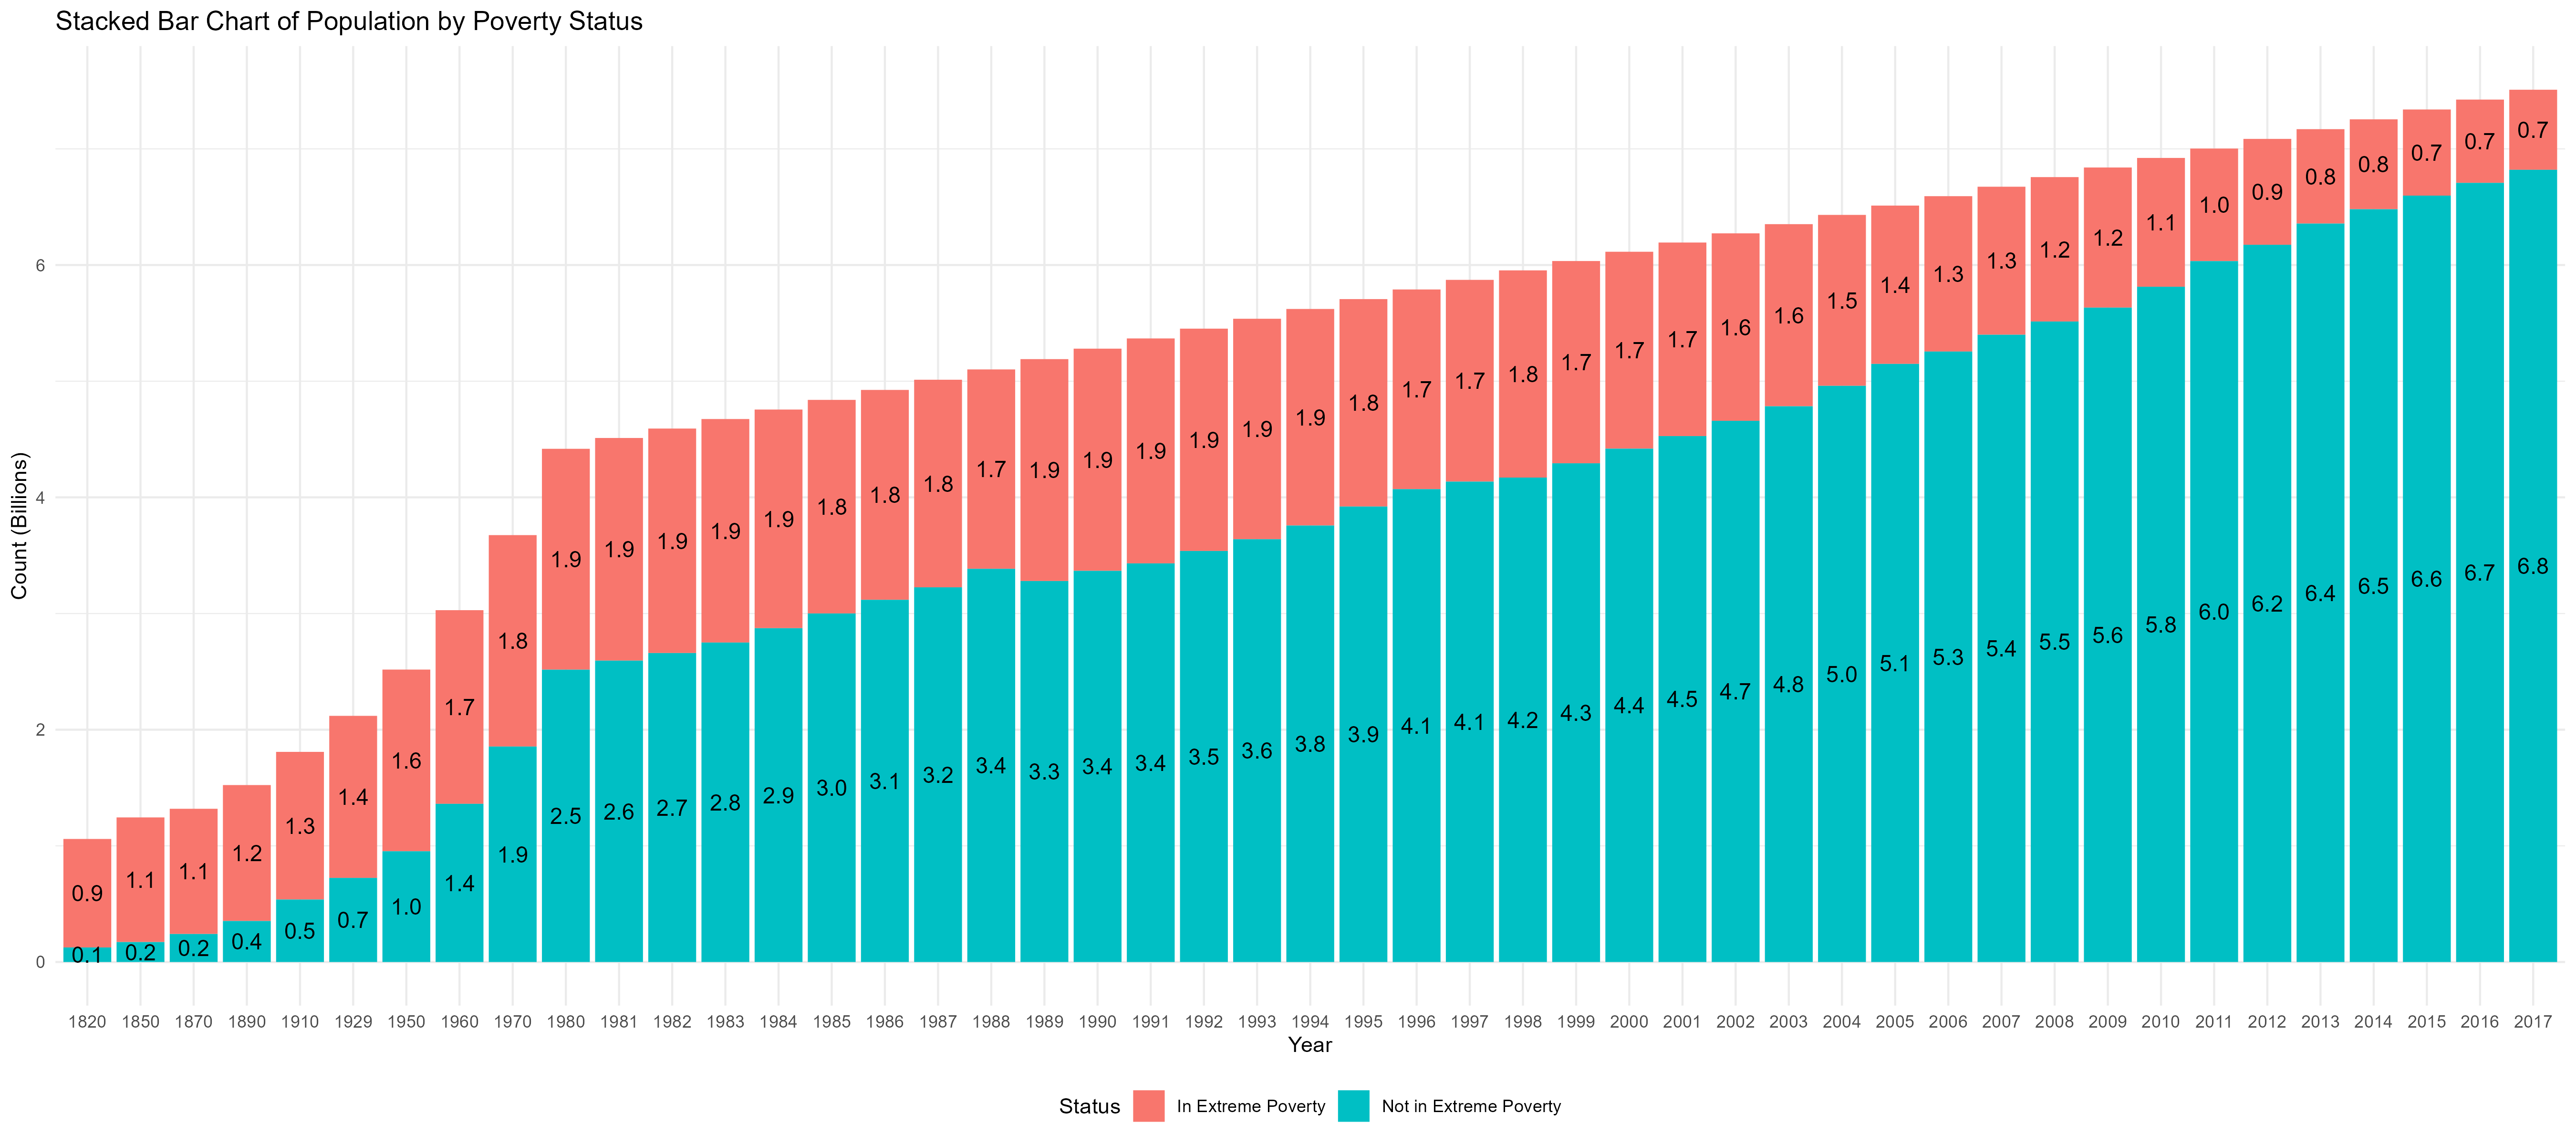 Stacked Bar Chart of Population by Poverty Status
Count (Billions)
6
4
2
0
0.9 1.1 1.1 1.2 1.3 1.4 1.6 1.7 1.8 1.9 1.9 1.9 1.9 1.9 1.8 1.8 1.8 1.7 1.9 1.9 1.9 1.9 1.9 1.9 1.8 1.7 1.7 1.8 1.7 1.7 1.7 1.6 1.6 1.5 1.4 1.3 1.3 1.2 1.2 1.1 1.0 0.9 0.8 0.8 0.7 0.7 0.7
0.1 0.2 0.2 0.4 0.5 0.7 1.0 1.4 1.9 2.5 2.6 2.7 2.8 2.9 3.0 3.1 3.2 3.4 3.3 3.4 3.4 3.5 3.6 3.8 3.9 4.1 4.1 4.2 4.3 4.4 4.5 4.7 4.8 5.0 5.1 5.3 5.4 5.5 5.6 5.8 6.0 6.2 6.4 6.5 6.6 6.7 6.8
1820 1850 1870 1890 1910 1929 1950 1960 1970 1980 1981 1982 1983 1984 1985 1986 1987 1988 1989 1990 1991 1992 1993 1994 1995 1996 1997 1998 1999 2000 2001 2002 2003 2004 2005 2006 2007 2008 2009 2010 2011 2012 2013 2014 2015 2016 2017
Year
Status In Extreme Poverty Not in Extreme Poverty